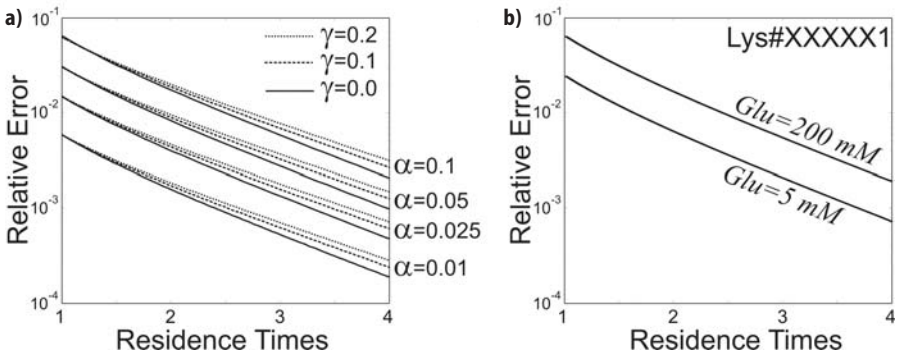 a)
10⁻¹
10⁻²
10⁻³
10⁻⁴
Relative Error
γ=0.2
γ=0.1
γ=0.0
α=0.1
α=0.05
α=0.025
α=0.01
1 2 3 4
Residence Times
b)
10⁻¹
10⁻²
10⁻³
10⁻⁴
Relative Error
Lys#XXXXX1
Glu=200 mM
Glu=5 mM
1 2 3 4
Residence Times